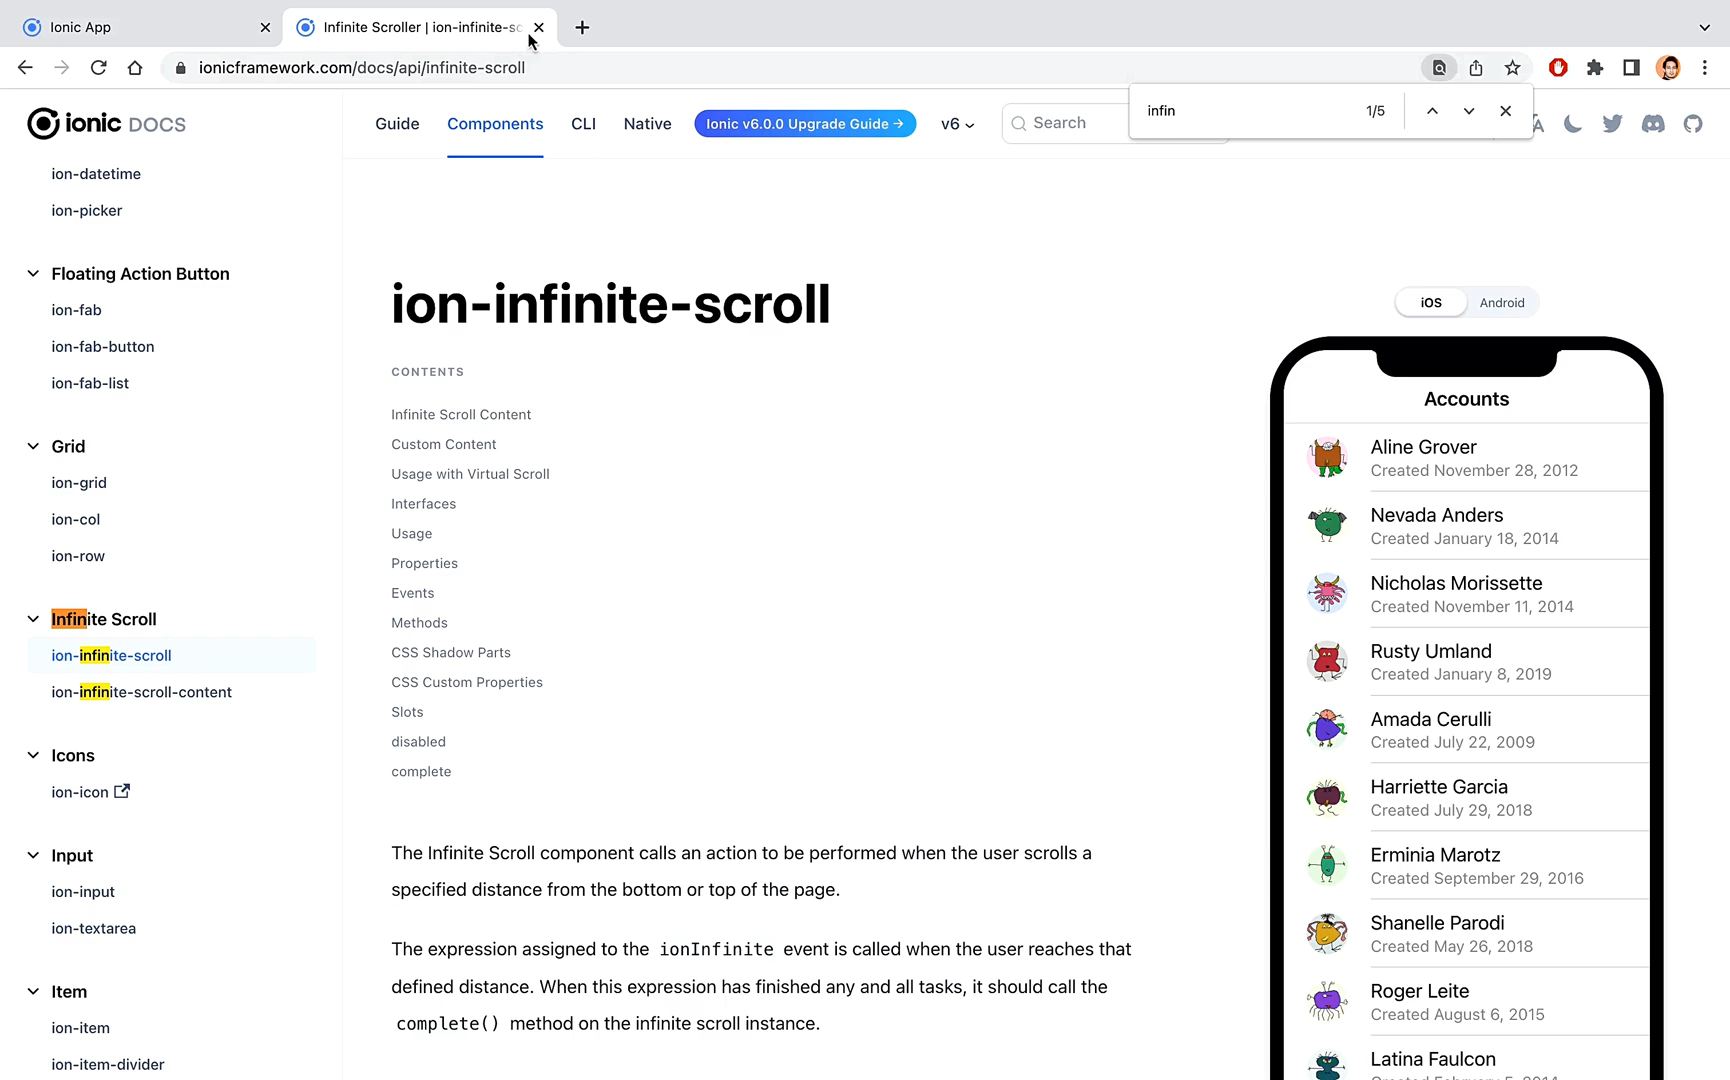 Ionic App
Infinite Scroller | ion-infinite-sc
ionicframework.com/docs/api/infinite-scroll
infin
1/5
ionic DOCS
Guide
Components
CLI
Native
Ionic v6.0.0 Upgrade Guide →
v6
Search
ion-datetime
ion-picker
Floating Action Button
ion-fab
ion-fab-button
ion-fab-list
Grid
ion-grid
ion-col
ion-row
Infinite Scroll
ion-infinite-scroll
ion-infinite-scroll-content
Icons
ion-icon
Input
ion-input
ion-textarea
Item
ion-item
ion-item-divider
ion-infinite-scroll
CONTENTS
Infinite Scroll Content
Custom Content
Usage with Virtual Scroll
Interfaces
Usage
Properties
Events
Methods
CSS Shadow Parts
CSS Custom Properties
Slots
disabled
complete
The Infinite Scroll component calls an action to be performed when the user scrolls a
specified distance from the bottom or top of the page.
The expression assigned to the ionInfinite event is called when the user reaches that
defined distance. When this expression has finished any and all tasks, it should call the
complete() method on the infinite scroll instance.
iOS
Android
Accounts
Aline Grover
Created November 28, 2012
Nevada Anders
Created January 18, 2014
Nicholas Morissette
Created November 11, 2014
Rusty Umland
Created January 8, 2019
Amada Cerulli
Created July 22, 2009
Harriette Garcia
Created July 29, 2018
Erminia Marotz
Created September 29, 2016
Shanelle Parodi
Created May 26, 2018
Roger Leite
Created August 6, 2015
Latina Faulcon